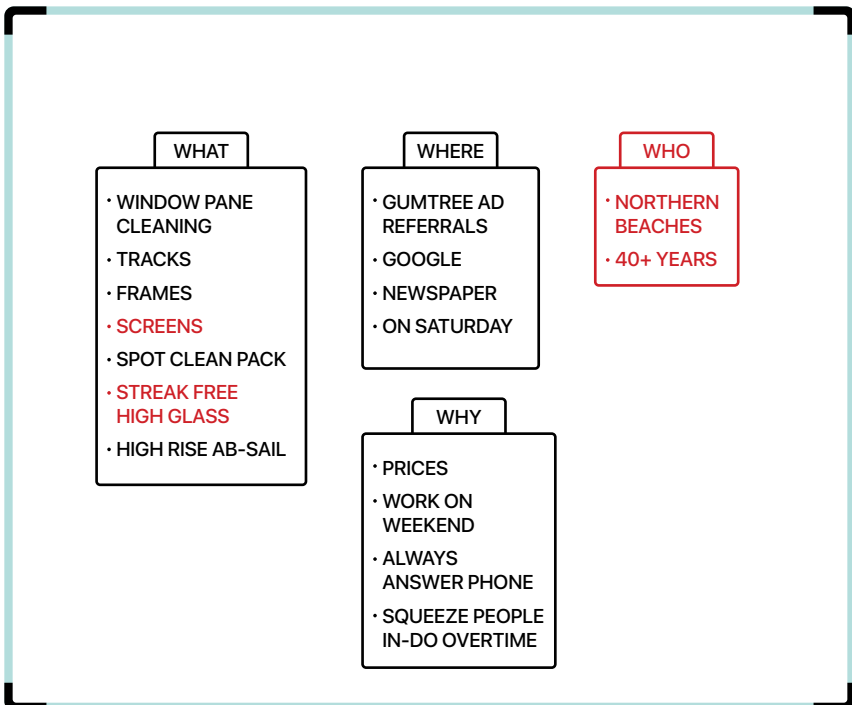 WHAT
· WINDOW PANE
CLEANING
· TRACKS
· FRAMES
· SCREENS
· SPOT CLEAN PACK
· STREAK FREE
HIGH GLASS
· HIGH RISE AB-SAIL
WHERE
· GUMTREE AD
REFERRALS
· GOOGLE
· NEWSPAPER
· ON SATURDAY
WHO
· NORTHERN
BEACHES
· 40+ YEARS
WHY
· PRICES
· WORK ON
WEEKEND
· ALWAYS
ANSWER PHONE
· SQUEEZE PEOPLE
IN-DO OVERTIME